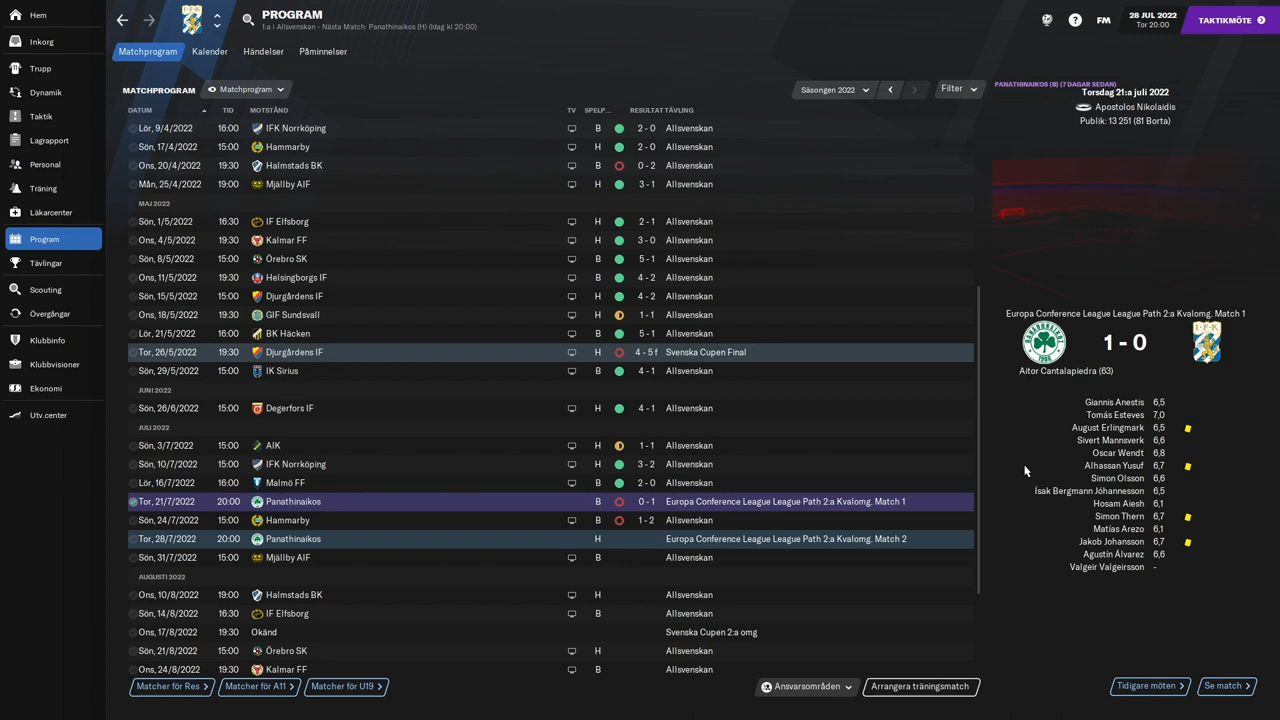 Hem
Inkorg
Trupp
Dynamik
Taktik
Lagrapport
Personal
Träning
Läkarcenter
Program
Tävlingar
Scouting
Övergångar
Klubbinfo
Klubbvisioner
Ekonomi
Utv.center
PROGRAM
1:a i Allsvenskan - Nästa Match: Panathinaikos (H) (Idag kl 20:00)
FM
28 JUL 2022
Tor 20:00
TAKTIKMÖTE
Matchprogram Kalender Händelser Påminnelser
MATCHPROGRAM Matchprogram Säsongen 2022 Filter
DATUM TID MOTSTÅND TV SPELP... RESULTAT TÄVLING
Lör, 9/4/2022 16:00 IFK Norrköping B 2 - 0 Allsvenskan
Sön, 17/4/2022 15:00 Hammarby H 2 - 0 Allsvenskan
Ons, 20/4/2022 19:30 Halmstads BK B 0 - 2 Allsvenskan
Mån, 25/4/2022 19:00 Mjällby AIF H 3 - 1 Allsvenskan
MAJ 2022
Sön, 1/5/2022 16:30 IF Elfsborg H 2 - 1 Allsvenskan
Ons, 4/5/2022 19:30 Kalmar FF H 3 - 0 Allsvenskan
Sön, 8/5/2022 15:00 Örebro SK B 5 - 1 Allsvenskan
Ons, 11/5/2022 19:30 Helsingborgs IF B 4 - 2 Allsvenskan
Sön, 15/5/2022 15:00 Djurgårdens IF H 4 - 2 Allsvenskan
Ons, 18/5/2022 19:30 GIF Sundsvall H 1 - 1 Allsvenskan
Lör, 21/5/2022 16:00 BK Häcken B 5 - 1 Allsvenskan
Tor, 26/5/2022 19:30 Djurgårdens IF H 4 - 5 f Svenska Cupen Final
Sön, 29/5/2022 15:00 IK Sirius B 4 - 1 Allsvenskan
JUNI 2022
Sön, 26/6/2022 15:00 Degerfors IF H 4 - 1 Allsvenskan
JULI 2022
Sön, 3/7/2022 15:00 AIK H 1 - 1 Allsvenskan
Sön, 10/7/2022 15:00 IFK Norrköping H 3 - 2 Allsvenskan
Lör, 16/7/2022 16:00 Malmö FF B 2 - 0 Allsvenskan
Tor, 21/7/2022 20:00 Panathinaikos B 0 - 1 Europa Conference League League Path 2:a Kvalomg. Match 1
Sön, 24/7/2022 15:00 Hammarby B 1 - 2 Allsvenskan
Tor, 28/7/2022 20:00 Panathinaikos H Europa Conference League League Path 2:a Kvalomg. Match 2
Sön, 31/7/2022 15:00 Mjällby AIF B Allsvenskan
AUGUSTI 2022
Ons, 10/8/2022 19:00 Halmstads BK H Allsvenskan
Sön, 14/8/2022 16:30 IF Elfsborg B Allsvenskan
Ons, 17/8/2022 19:30 Okänd Svenska Cupen 2:a omg
Sön, 21/8/2022 15:00 Örebro SK H Allsvenskan
Ons, 24/8/2022 19:30 Kalmar FF B Allsvenskan
Matcher för Res Matcher för A11 Matcher för U19 Ansvarsområden Arrangera träningsmatch
PANATHINAIKOS (B) (7 DAGAR SEDAN)
Torsdag 21:a juli 2022
Apostolos Nikolaidis
Publik: 13 251 (81 Borta)
Europa Conference League League Path 2:a Kvalomg. Match 1
1 - 0
Aitor Cantalapiedra (63)
Giannis Anestis 6,5
Tomás Esteves 7,0
August Erlingmark 6,5
Sivert Mannsverk 6,6
Oscar Wendt 6,8
Alhassan Yusuf 6,7
Simon Olsson 6,6
Ísak Bergmann Jóhannesson 6,5
Hosam Aiesh 6,1
Simon Thern 6,7
Matías Arezo 6,1
Jakob Johansson 6,7
Agustín Álvarez 6,6
Valgeir Valgeirsson -
Tidigare möten Se match